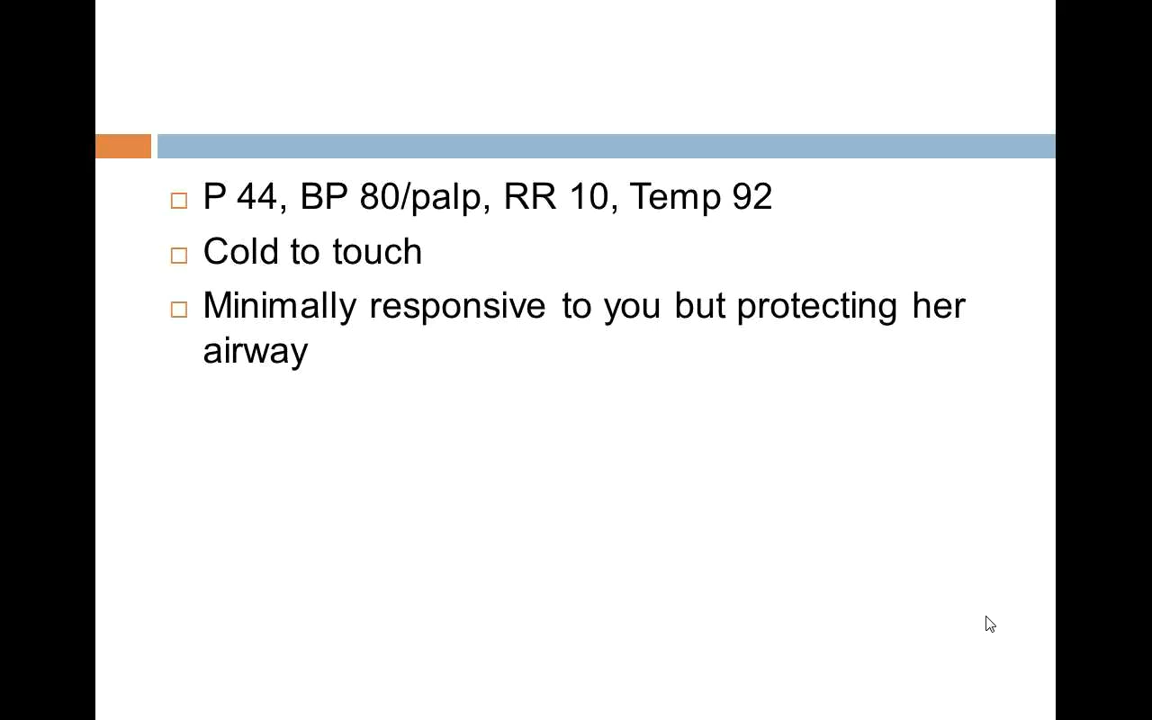 P 44, BP 80/palp, RR 10, Temp 92
Cold to touch
Minimally responsive to you but protecting her
airway